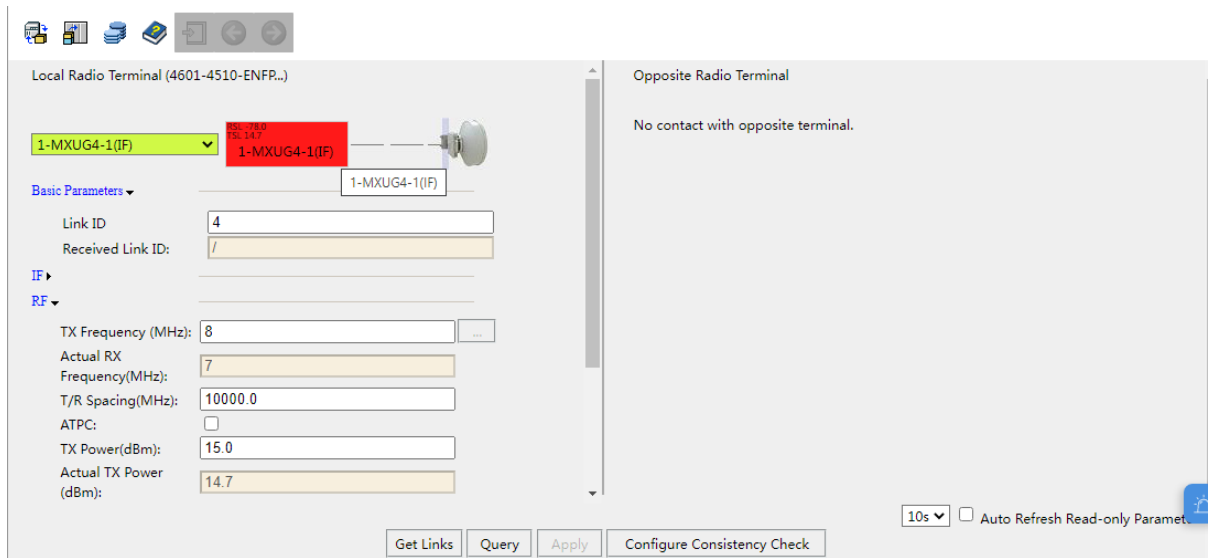 Local Radio Terminal (4601-4510-ENFP...)
1-MXUG4-1(IF)
RSL -78.0
TSL 14.7
1-MXUG4-1(IF)
1-MXUG4-1(IF)
Basic Parameters
Link ID
4
Received Link ID:
/
IF
RF
TX Frequency (MHz):
8
...
Actual RX
Frequency(MHz):
7
T/R Spacing(MHz):
10000.0
ATPC:
TX Power(dBm):
15.0
Actual TX Power
(dBm):
14.7
Opposite Radio Terminal
No contact with opposite terminal.
10s
Auto Refresh Read-only Paramet
Get Links
Query
Apply
Configure Consistency Check